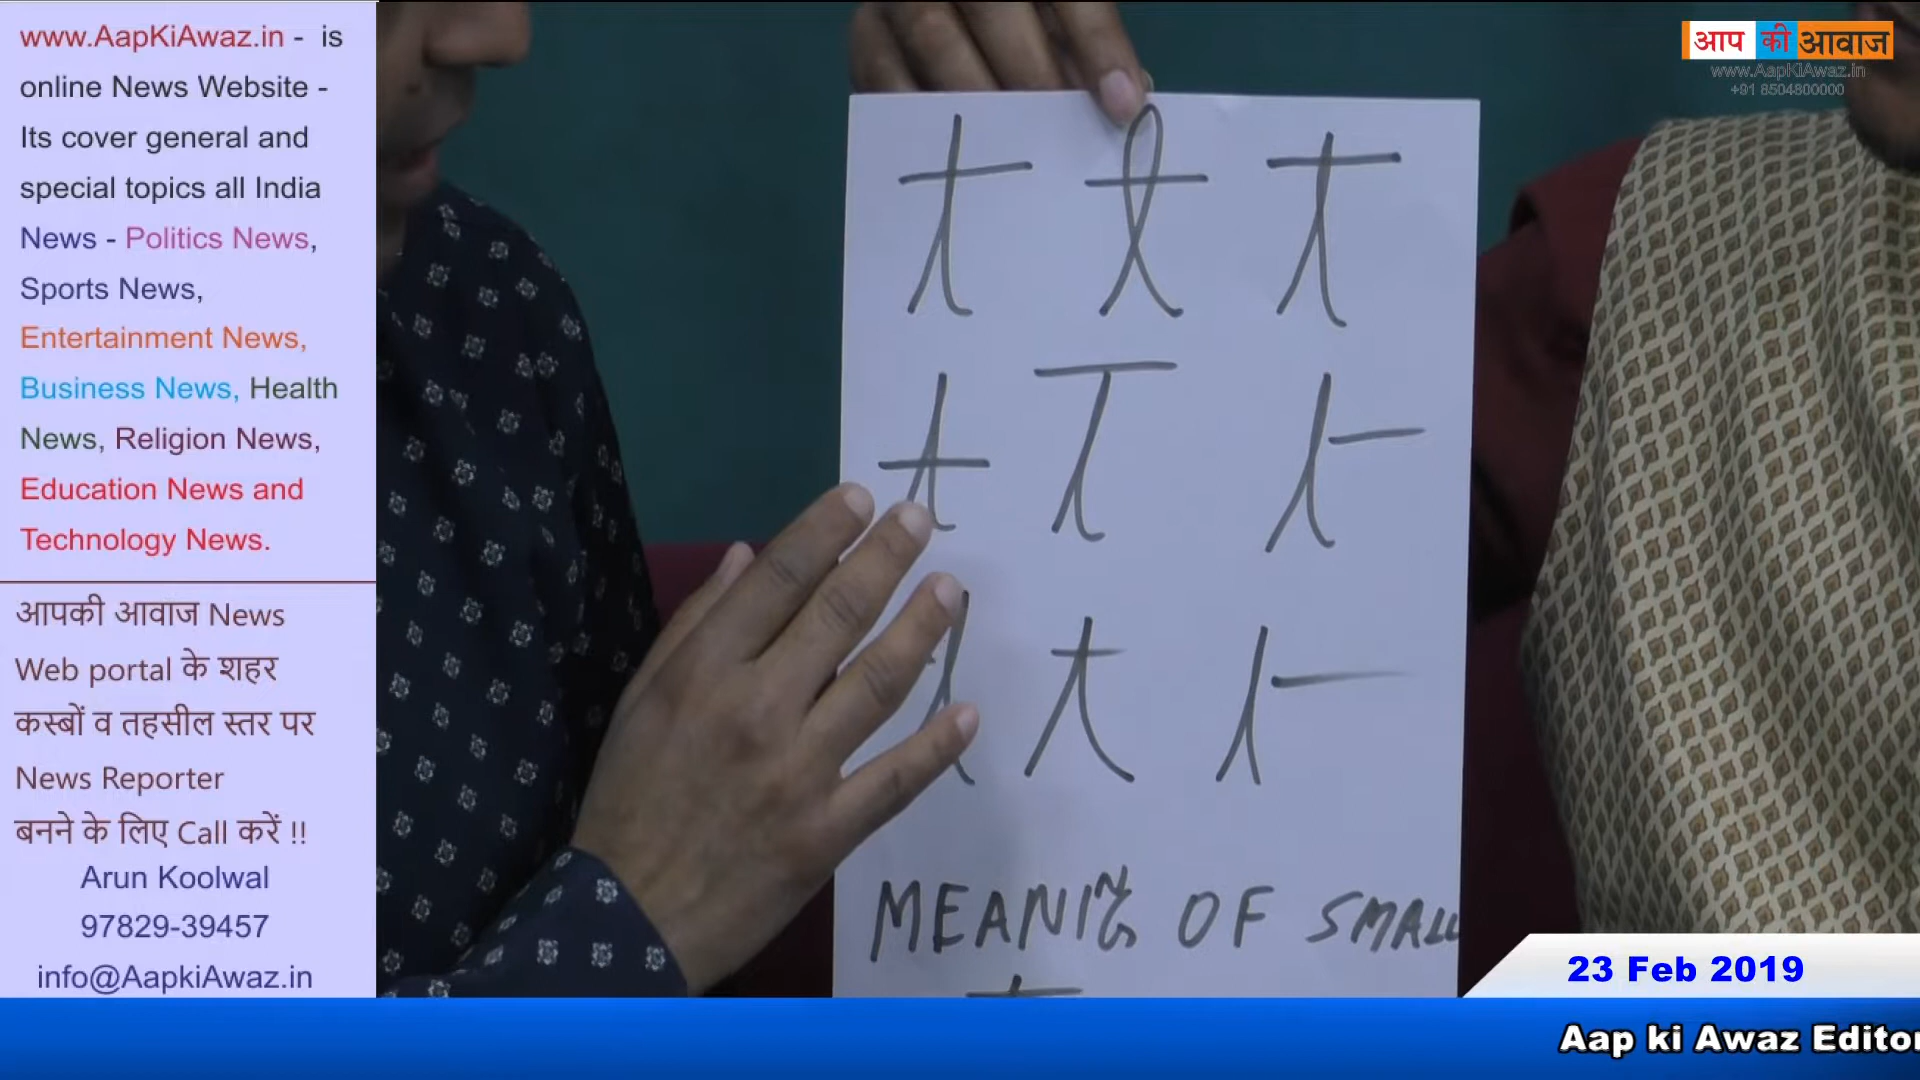 www.AapKiAwaz.in - is
online News Website -
Its cover general and
special topics all India
News - Politics News,
Sports News,
Entertainment News,
Business News, Health
News, Religion News,
Education News and
Technology News.
आपकी आवाज News
Web portal के शहर
कस्बों व तहसील स्तर पर
News Reporter
बनने के लिए Call करें !!
Arun Koolwal
97829-39457
info@AapkiAwaz.in
t t t
t t t
t t t
MEANING OF SMALL
t
आप की आवाज
www.AapKiAwaz.in
+91 8504800000
23 Feb 2019
Aap ki Awaz Editor